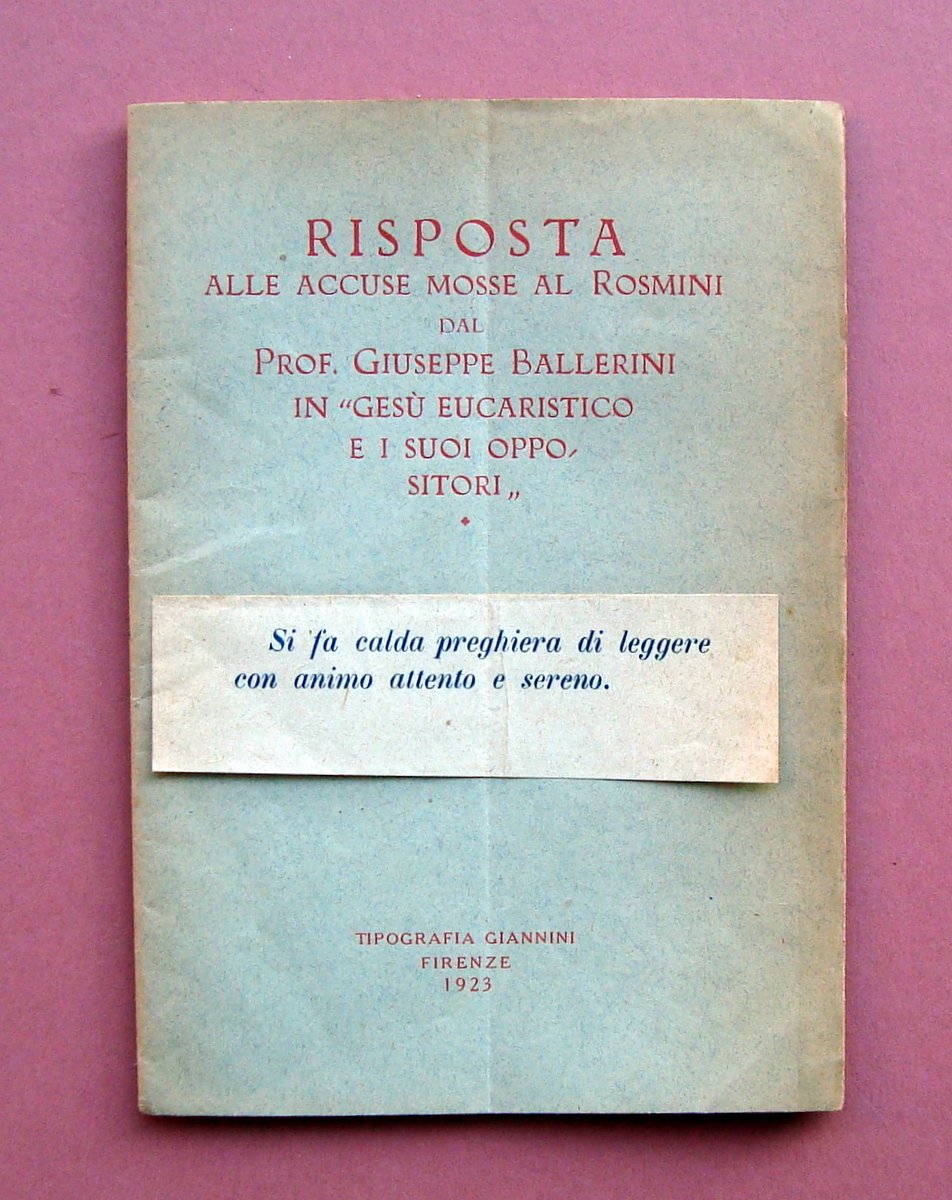 RISPOSTA
ALLE ACCUSE MOSSE AL ROSMINI
DAL
PROF. GIUSEPPE BALLERINI
IN “GESÙ EUCARISTICO
E I SUOI OPPO-
SITORI„
Si fa calda preghiera di leggere
con animo attento e sereno.
TIPOGRAFIA GIANNINI
FIRENZE
1923